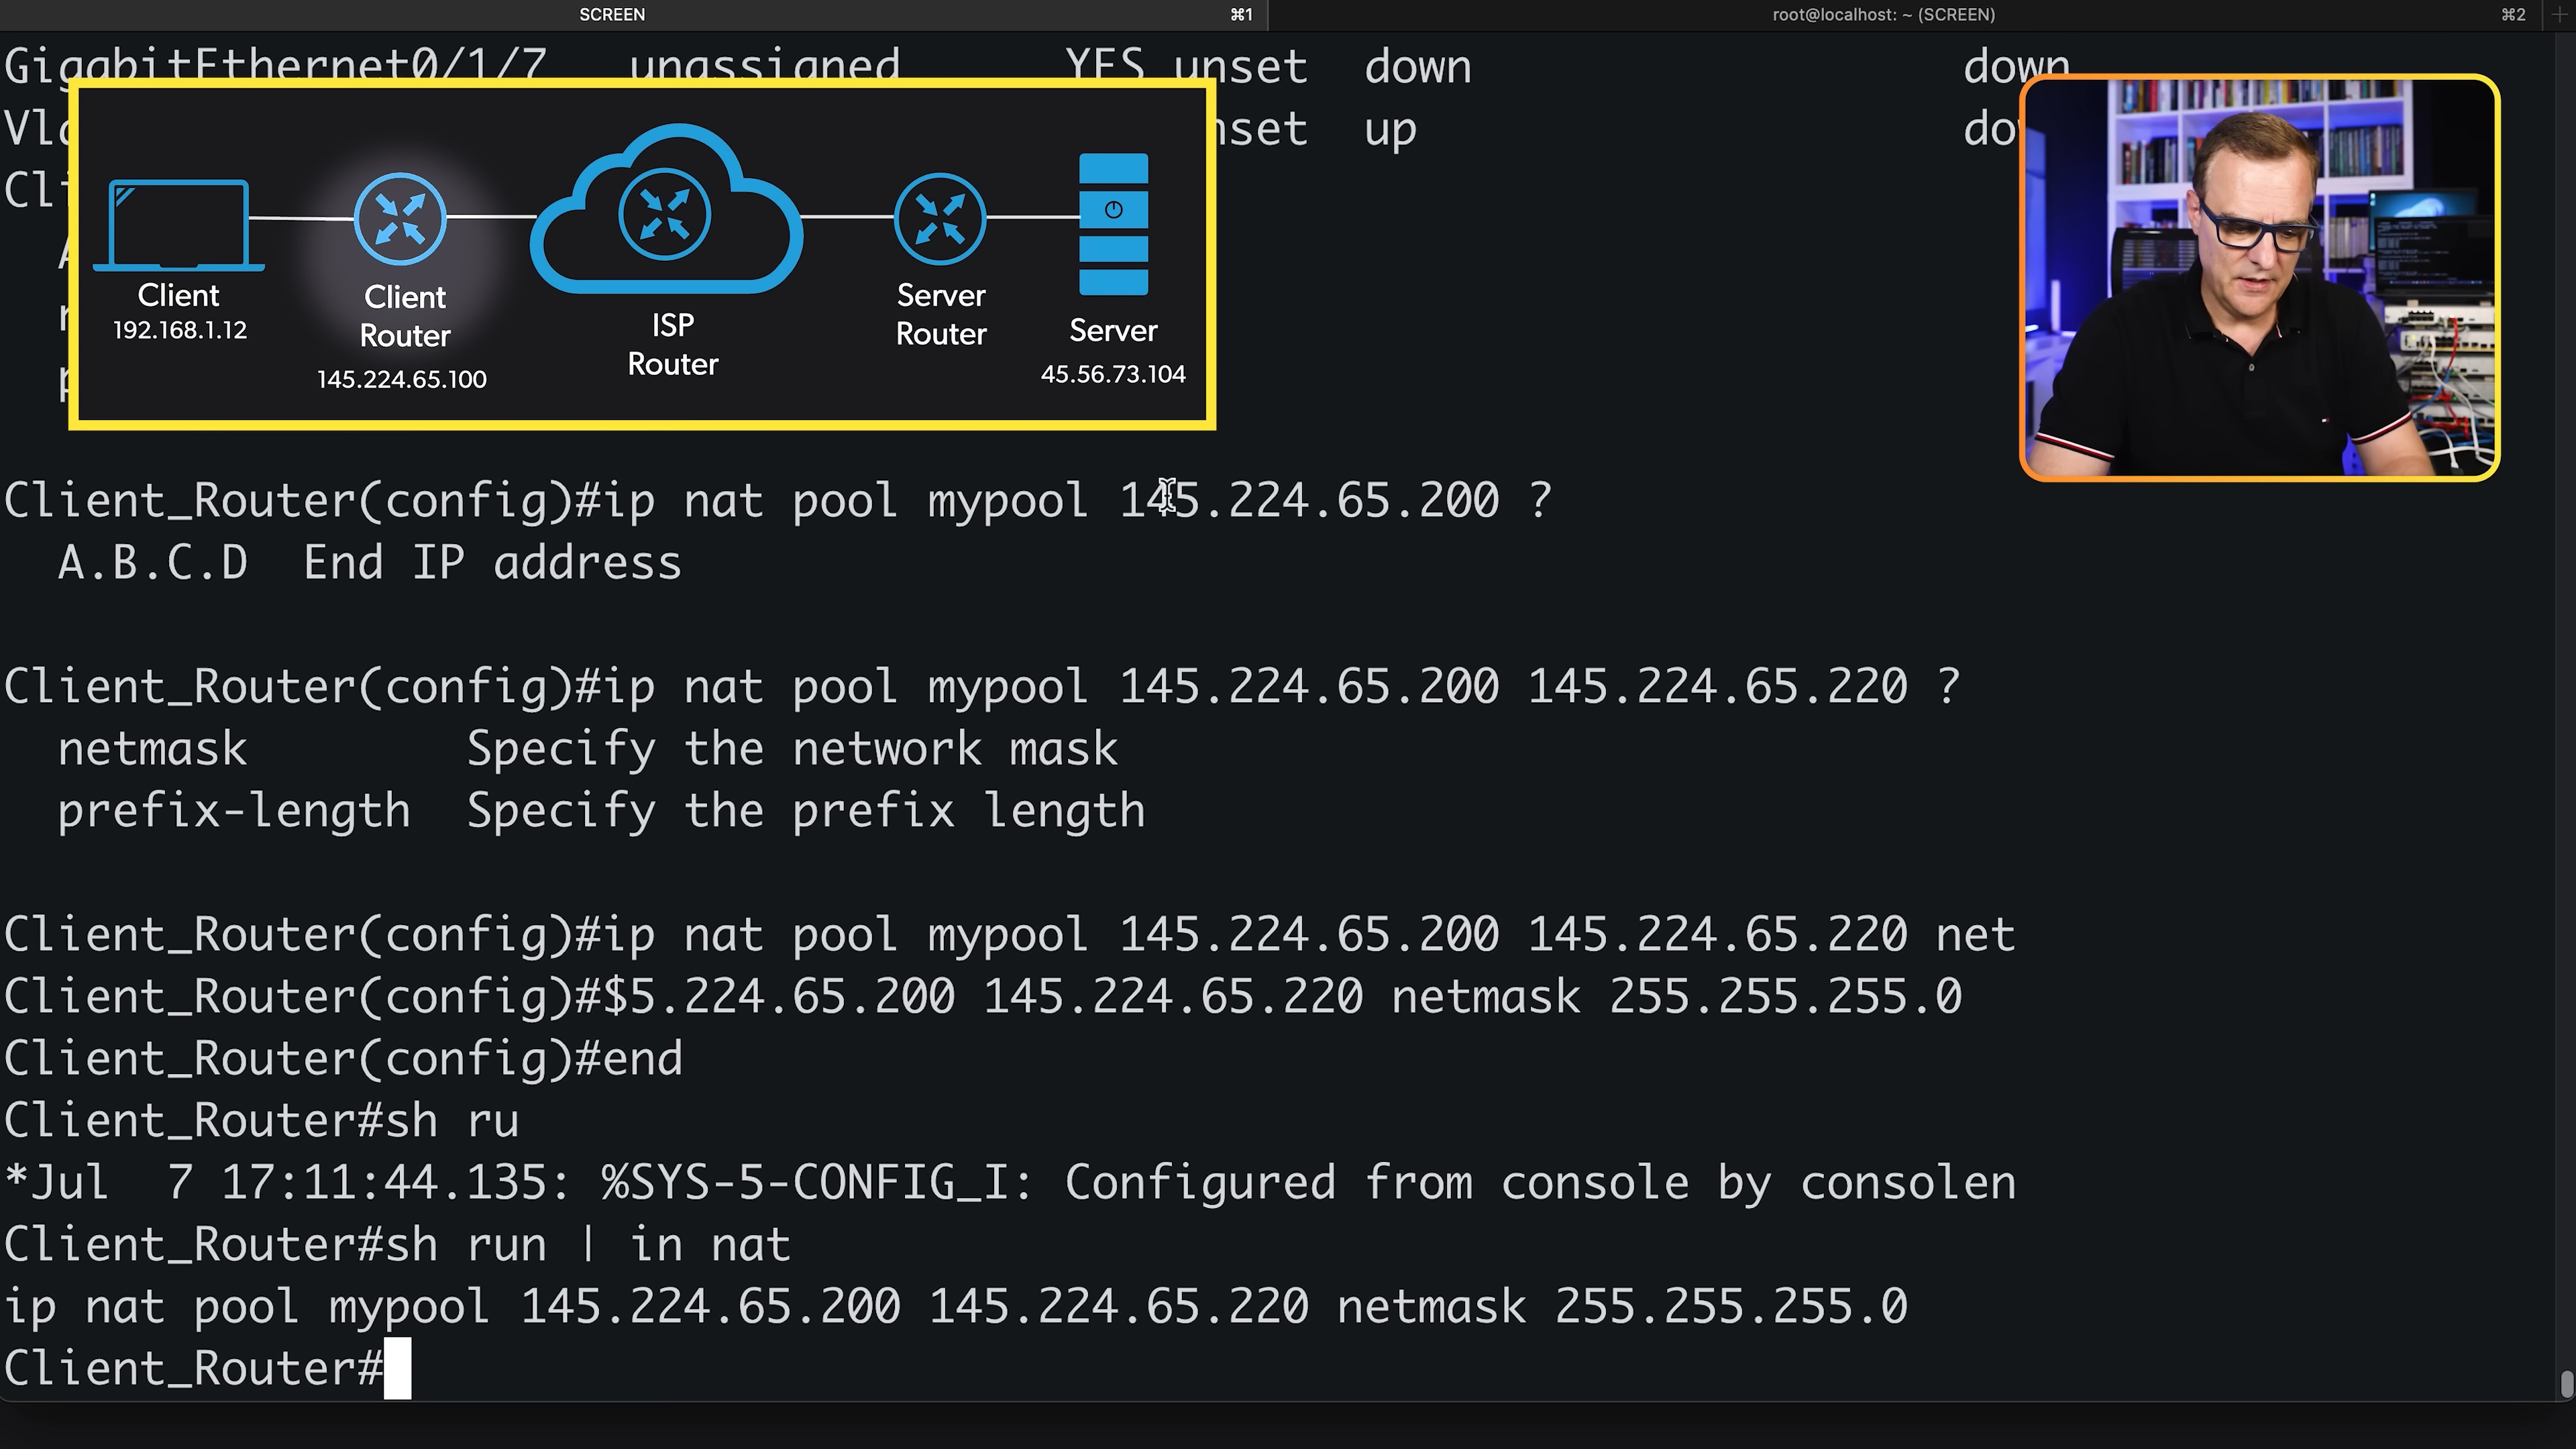 SCREEN ⌘1 root@localhost: ~ (SCREEN) ⌘2
GigabitEthernet0/1/7 unassigned YES unset down down
up
Client
192.168.1.12
Client
Router
145.224.65.100
ISP
Router
Server
Router
Server
45.56.73.104
Client_Router(config)#ip nat pool mypool 145.224.65.200 ?
A.B.C.D End IP address
Client_Router(config)#ip nat pool mypool 145.224.65.200 145.224.65.220 ?
netmask Specify the network mask
prefix-length Specify the prefix length
Client_Router(config)#ip nat pool mypool 145.224.65.200 145.224.65.220 net
Client_Router(config)#$5.224.65.200 145.224.65.220 netmask 255.255.255.0
Client_Router(config)#end
Client_Router#sh ru
*Jul 7 17:11:44.135: %SYS-5-CONFIG_I: Configured from console by consolen
Client_Router#sh run | in nat
ip nat pool mypool 145.224.65.200 145.224.65.220 netmask 255.255.255.0
Client_Router#